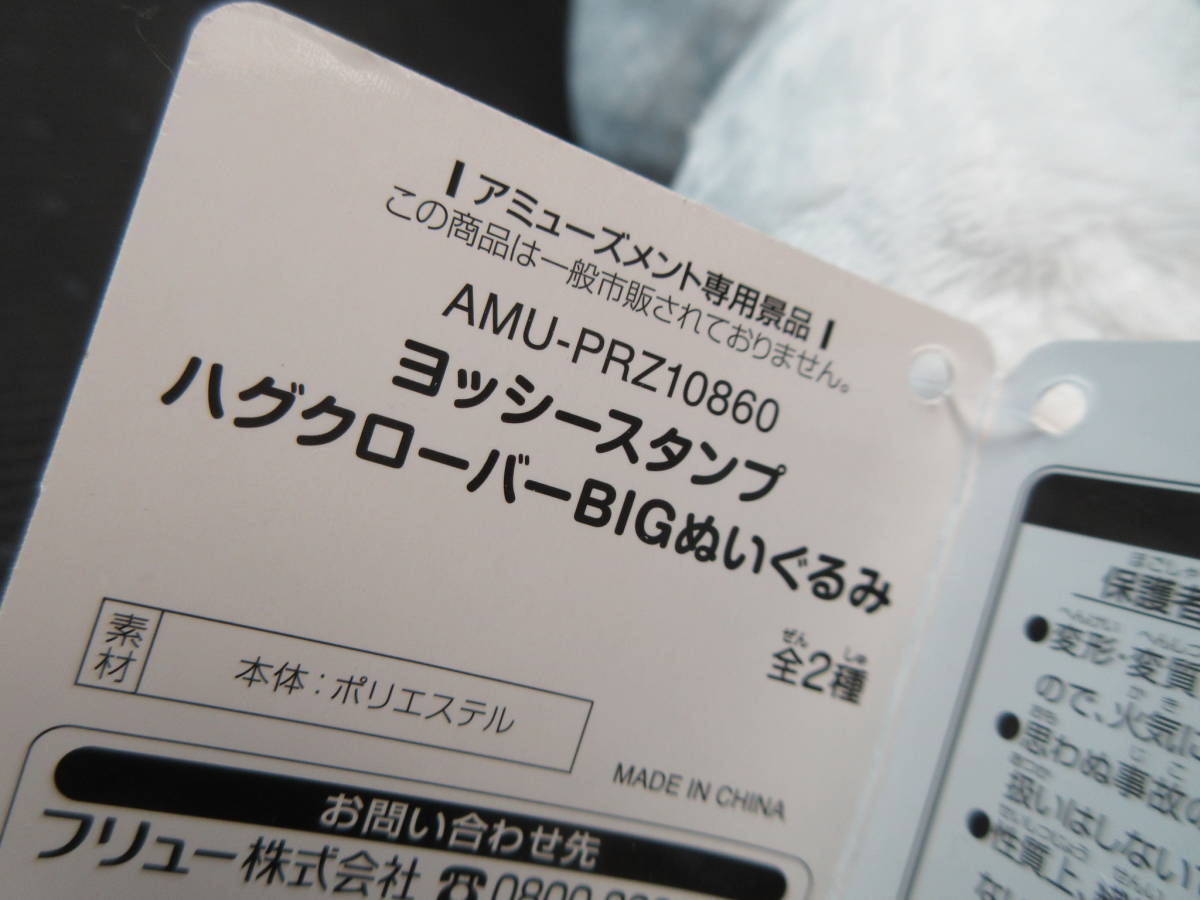 アミューズメント専用景品
この商品は一般市販されておりません。
AMU-PRZ10860
ヨッシースタンプ
ハグクローバーBIGぬいぐるみ
ぜん しゅ
全2種
素材
本体:ポリエステル
MADE IN CHINA
お問い合わせ先
フリュー株式会社 ☎0800
保護者
●変形・変質
ので、火気に
●思わぬ事故の
扱いはしない
●性質上、